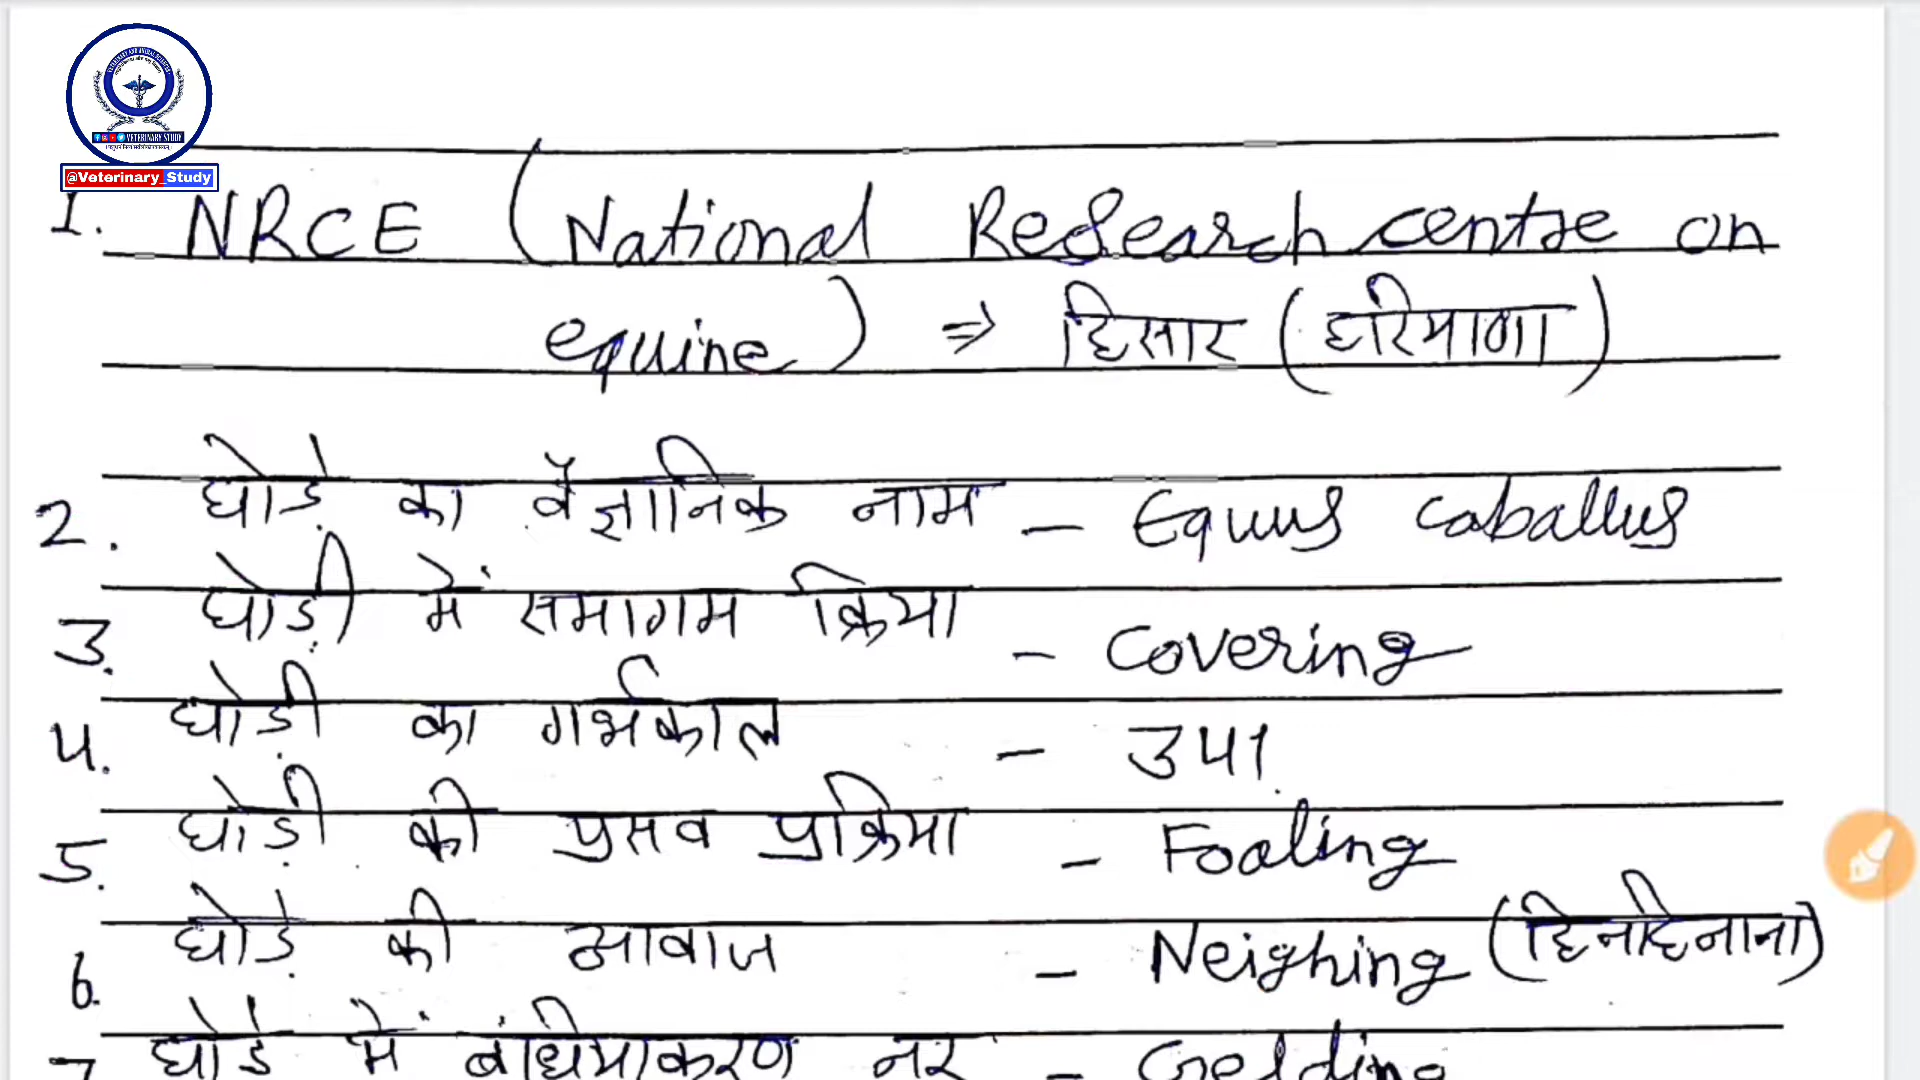 @Veterinary_Study
1. NRCE (National Research centre on
equine) ⇒ हिसार (हरियाणा)
2. घोड़े का वैज्ञानिक नाम - Equus caballus
3. घोड़ी में समागम क्रिया - Covering
4. घोड़ी का गर्भकाल - 341.
5. घोड़ी की प्रसव प्रक्रिया - Foaling
6. घोड़े की आवाज - Neighing (हिनहिनाना)
7. घोड़े में बंधियाकरण नर - Gelding